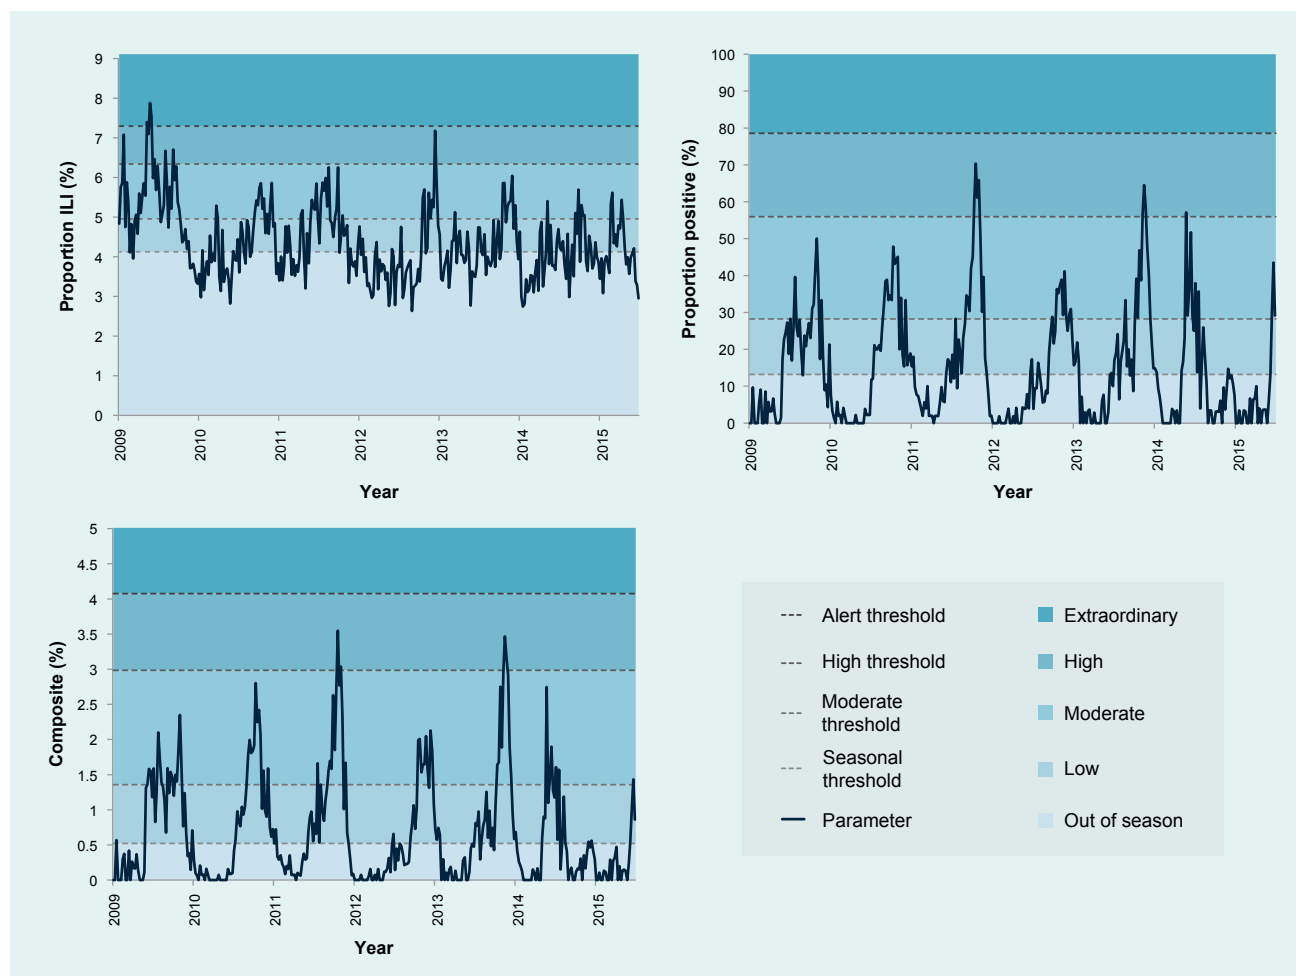 9
8
7
6
5
4
3
2
1
0
Proportion ILI (%)
2009
2010
2011
2012
2013
2014
2015
Year
100
90
80
70
60
50
40
30
20
10
0
Proportion positive (%)
2009
2010
2011
2012
2013
2014
2015
Year
5
4.5
4
3.5
3
2.5
2
1.5
1
0.5
0
Composite (%)
2009
2010
2011
2012
2013
2014
2015
Year
Alert threshold
High threshold
Moderate
threshold
Seasonal
threshold
Parameter
Extraordinary
High
Moderate
Low
Out of season